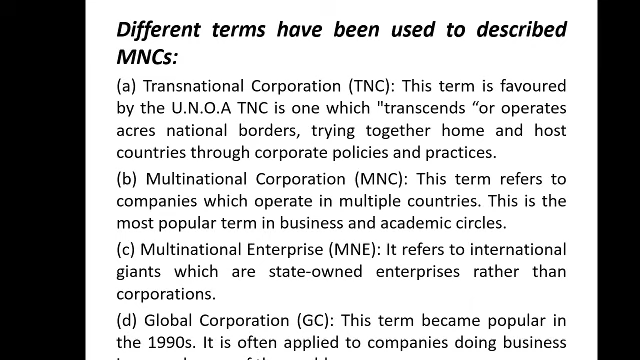 Different terms have been used to described
MNCs:
(a) Transnational Corporation (TNC): This term is favoured
by the U.N.O.A TNC is one which "transcends “or operates
acres national borders, trying together home and host
countries through corporate policies and practices.
(b) Multinational Corporation (MNC): This term refers to
companies which operate in multiple countries. This is the
most popular term in business and academic circles.
(c) Multinational Enterprise (MNE): It refers to international
giants which are state-owned enterprises rather than
corporations.
(d) Global Corporation (GC): This term became popular in
the 1990s. It is often applied to companies doing business